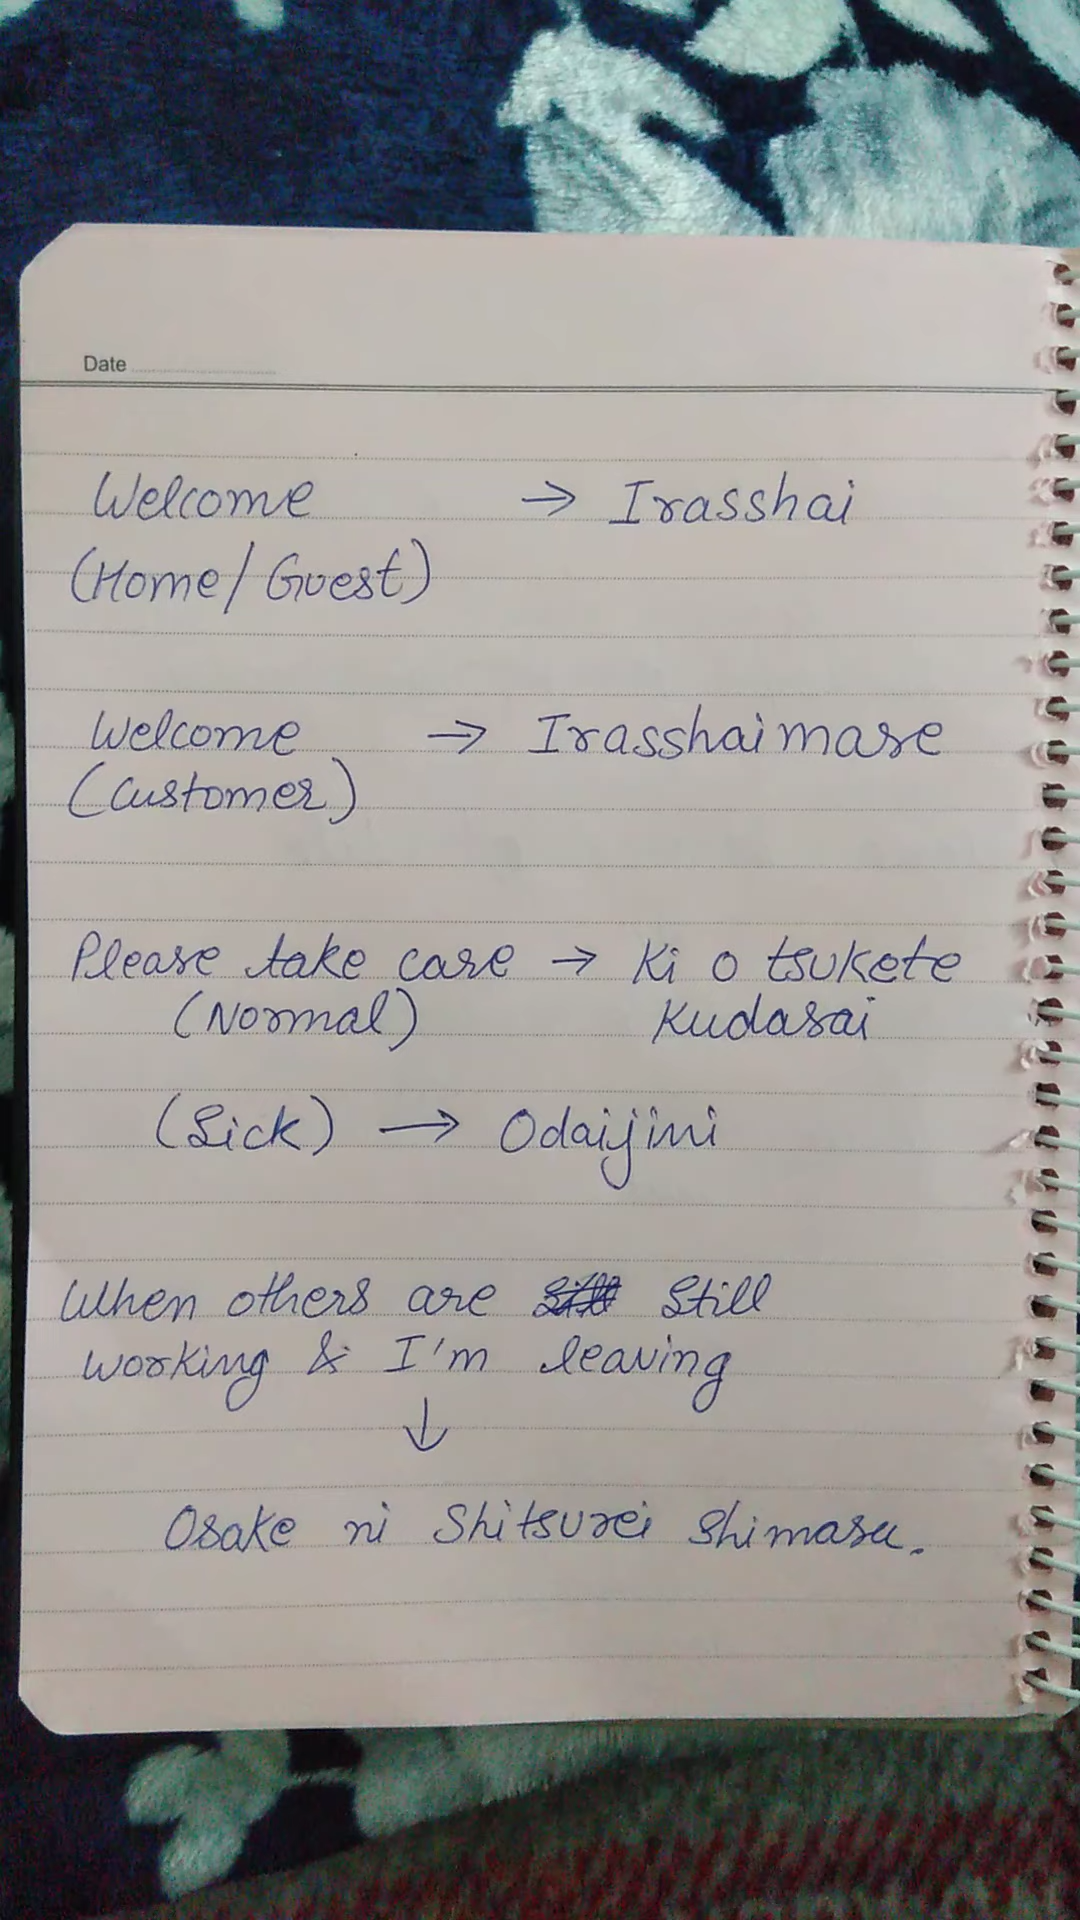 Date
Welcome → Irasshai
(Home/Guest)
Welcome → Irasshaimase
(Customer)
Please take care → Ki o tsukete
(Normal) Kudasai
(Sick) → Odaijini
When others are Still
working & I'm leaving
↓
Osake ni Shitsurei Shimasu.